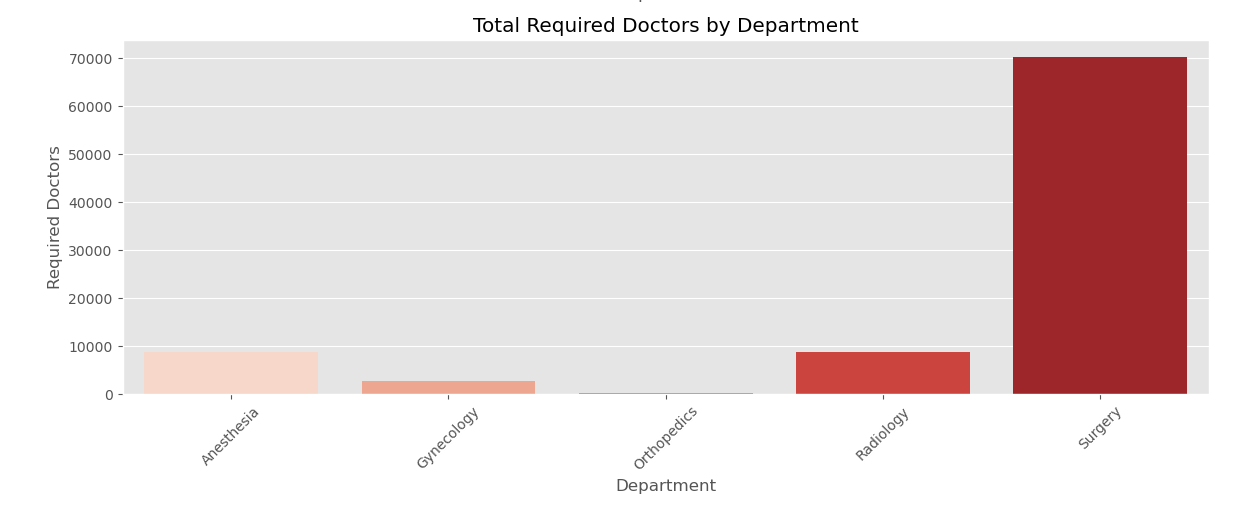 Total Required Doctors by Department
70000
60000
50000
40000
30000
20000
10000
0
Required Doctors
Anesthesia
Gynecology
Orthopedics
Radiology
Surgery
Department